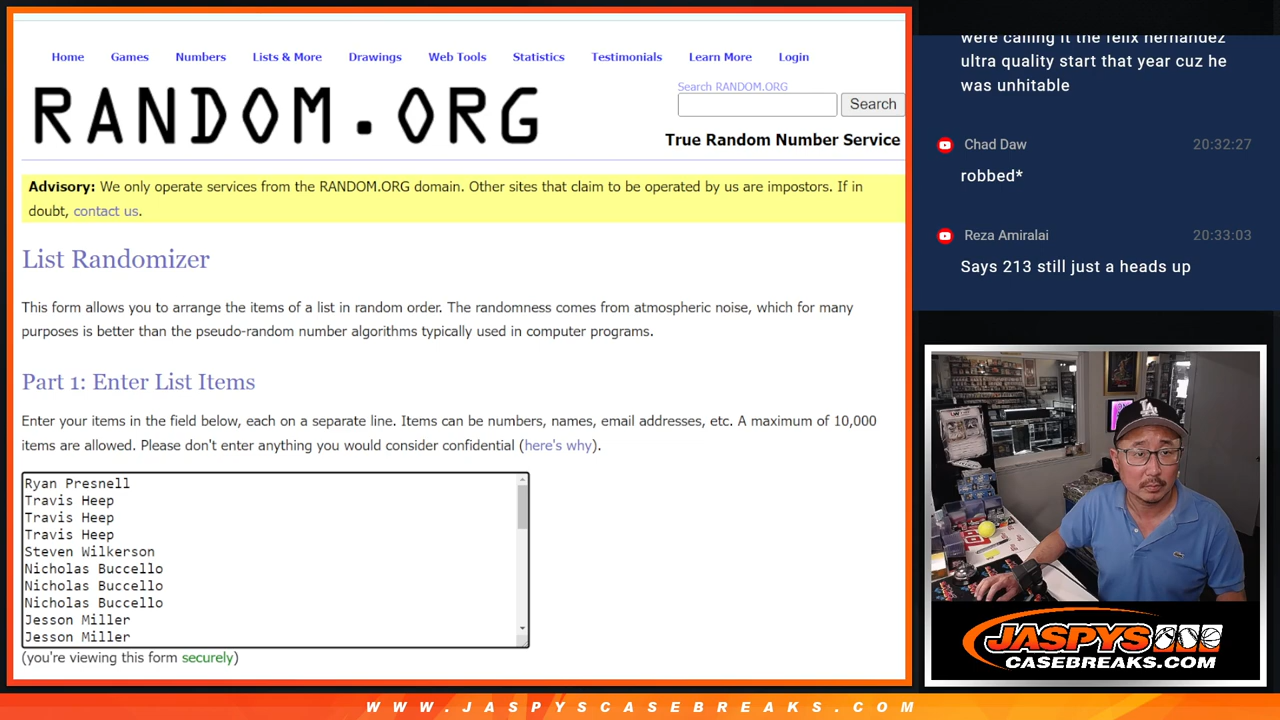 Home Games Numbers Lists & More Drawings Web Tools Statistics Testimonials Learn More Login
RANDOM.ORG
Search RANDOM.ORG
Search
True Random Number Service
Advisory: We only operate services from the RANDOM.ORG domain. Other sites that claim to be operated by us are impostors. If in
doubt, contact us.
List Randomizer
This form allows you to arrange the items of a list in random order. The randomness comes from atmospheric noise, which for many
purposes is better than the pseudo-random number algorithms typically used in computer programs.
Part 1: Enter List Items
Enter your items in the field below, each on a separate line. Items can be numbers, names, email addresses, etc. A maximum of 10,000
items are allowed. Please don't enter anything you would consider confidential (here's why).
Ryan Presnell
Travis Heep
Travis Heep
Travis Heep
Steven Wilkerson
Nicholas Buccello
Nicholas Buccello
Nicholas Buccello
Jesson Miller
Jesson Miller
(you're viewing this form securely)
were calling it the felix hernandez
ultra quality start that year cuz he
was unhitable
Chad Daw 20:32:27
robbed*
Reza Amiralai 20:33:03
Says 213 still just a heads up
LA
JASPYS
CASEBREAKS.COM
WWW.JASPYSCASEBREAKS.COM